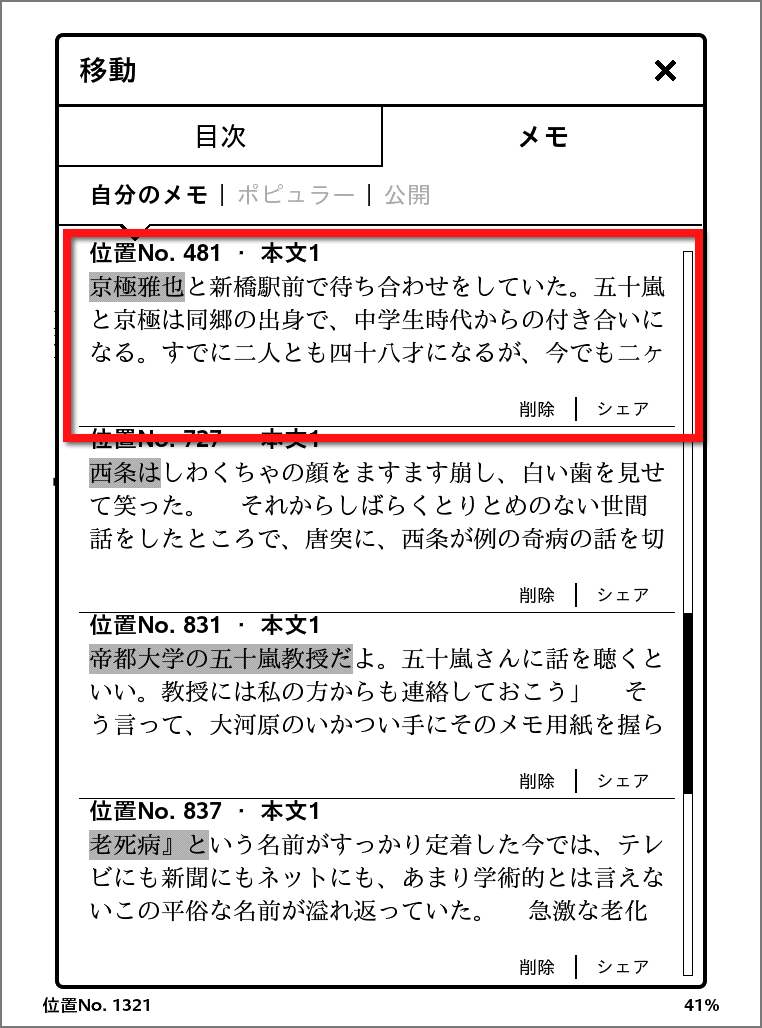 移動 ×
目次 メモ
自分のメモ | ポピュラー | 公開
位置No. 481 · 本文1
京極雅也と新橋駅前で待ち合わせをしていた。五十嵐
と京極は同郷の出身で、中学生時代からの付き合いに
なる。すでに二人とも四十八才になるが、今でも二ヶ
削除 | シェア
位置No. 727 · 本文1
西条はしわくちゃの顔をますます崩し、白い歯を見せ
て笑った。 それからしばらくとりとめのない世間
話をしたところで、唐突に、西条が例の奇病の話を切
削除 | シェア
位置No. 831 · 本文1
帝都大学の五十嵐教授だよ。五十嵐さんに話を聴くと
いい。教授には私の方からも連絡しておこう」 そ
う言って、大河原のいかつい手にそのメモ用紙を握ら
削除 | シェア
位置No. 837 · 本文1
老死病』という名前がすっかり定着した今では、テレ
ビにも新聞にもネットにも、あまり学術的とは言えな
いこの平俗な名前が溢れ返っていた。 急激な老化
削除 | シェア
位置No. 1321 41%